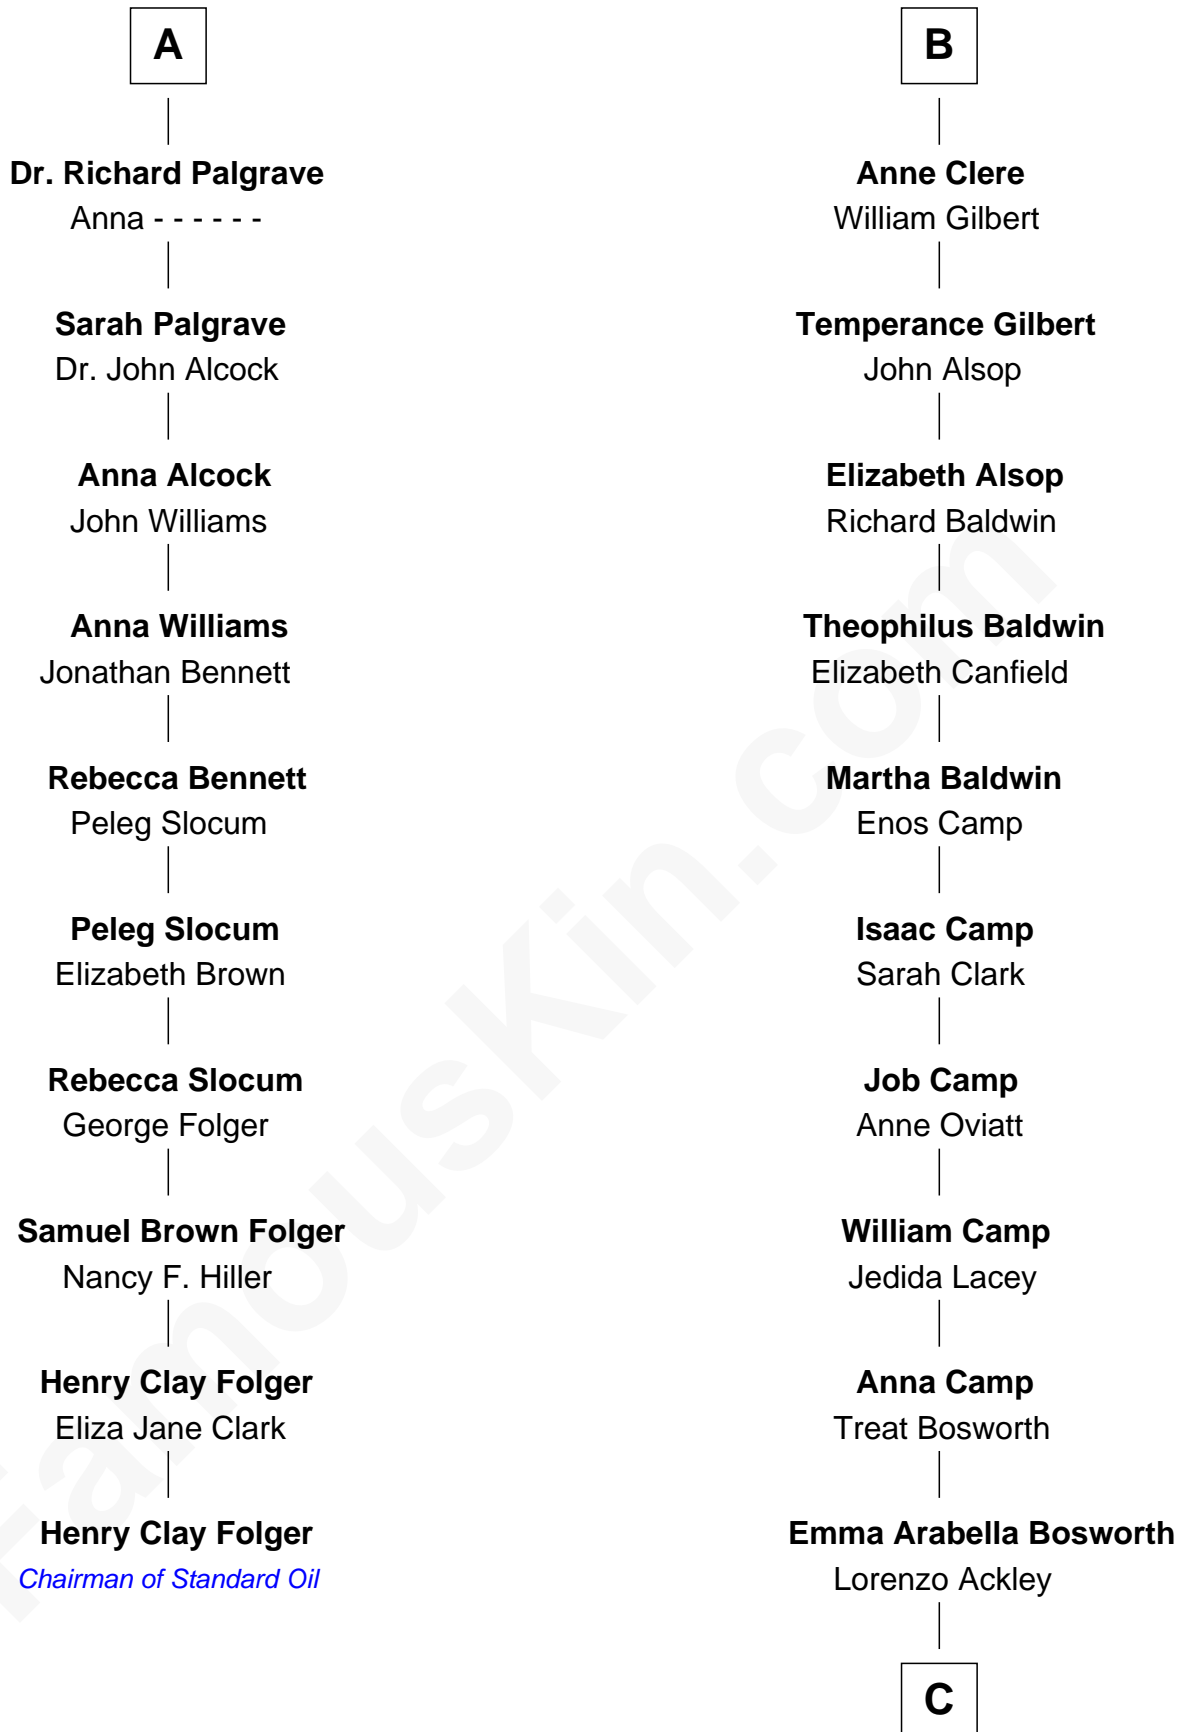 A
Dr. Richard Palgrave
Anna - - - - - -
Sarah Palgrave
Dr. John Alcock
Anna Alcock
John Williams
Anna Williams
Jonathan Bennett
Rebecca Bennett
Peleg Slocum
Peleg Slocum
Elizabeth Brown
Rebecca Slocum
George Folger
Samuel Brown Folger
Nancy F. Hiller
Henry Clay Folger
Eliza Jane Clark
Henry Clay Folger
Chairman of Standard Oil
B
Anne Clere
William Gilbert
Temperance Gilbert
John Alsop
Elizabeth Alsop
Richard Baldwin
Theophilus Baldwin
Elizabeth Canfield
Martha Baldwin
Enos Camp
Isaac Camp
Sarah Clark
Job Camp
Anne Oviatt
William Camp
Jedida Lacey
Anna Camp
Treat Bosworth
Emma Arabella Bosworth
Lorenzo Ackley
C
FamousKin.com